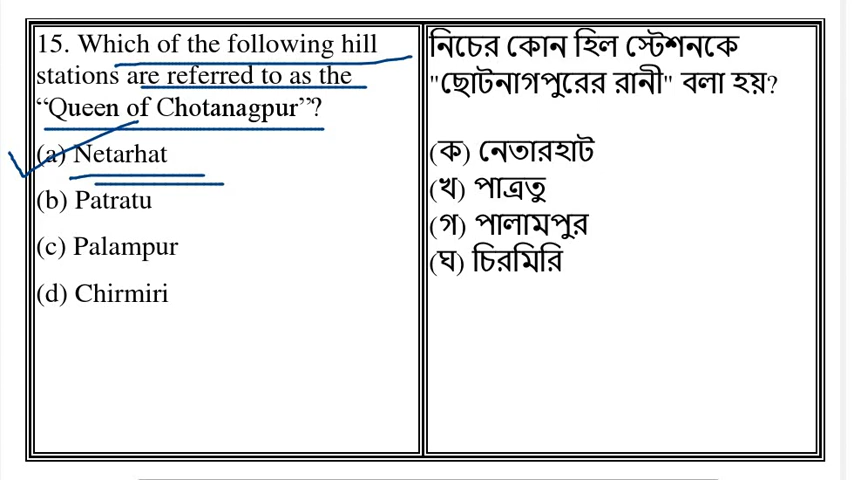 15. Which of the following hill
stations are referred to as the
“Queen of Chotanagpur”?
(a) Netarhat
(b) Patratu
(c) Palampur
(d) Chirmiri
নিচের কোন হিল স্টেশনকে
"ছোটনাগপুরের রানী" বলা হয়?
(ক) নেতারহাট
(খ) পাত্রতু
(গ) পালামপুর
(ঘ) চিরমিরি